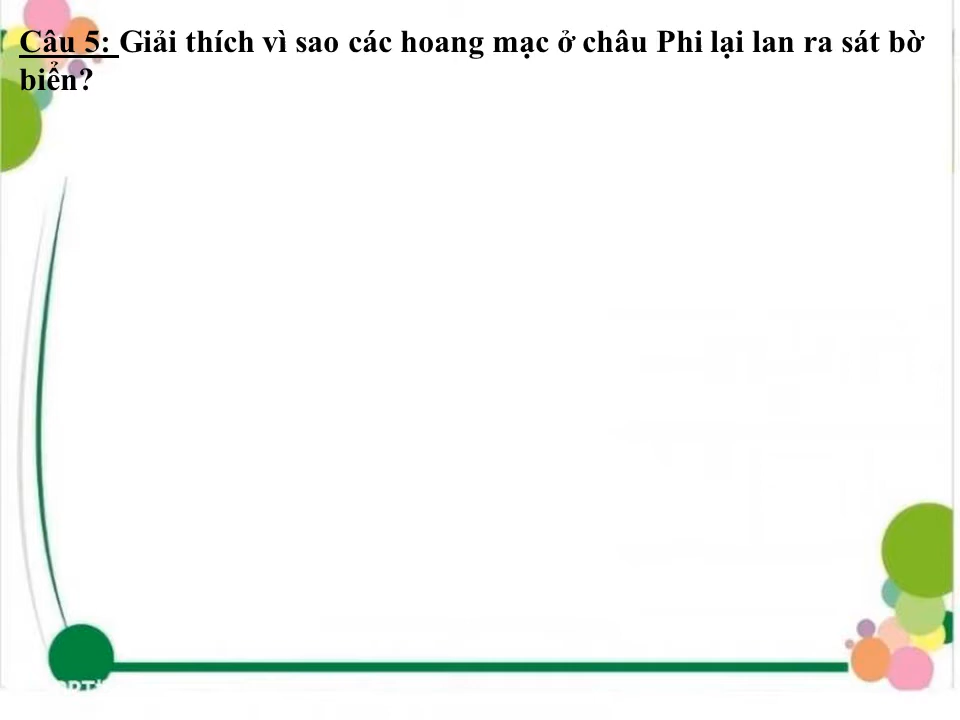 Câu 5: Giải thích vì sao các hoang mạc ở châu Phi lại lan ra sát bờ
biển?